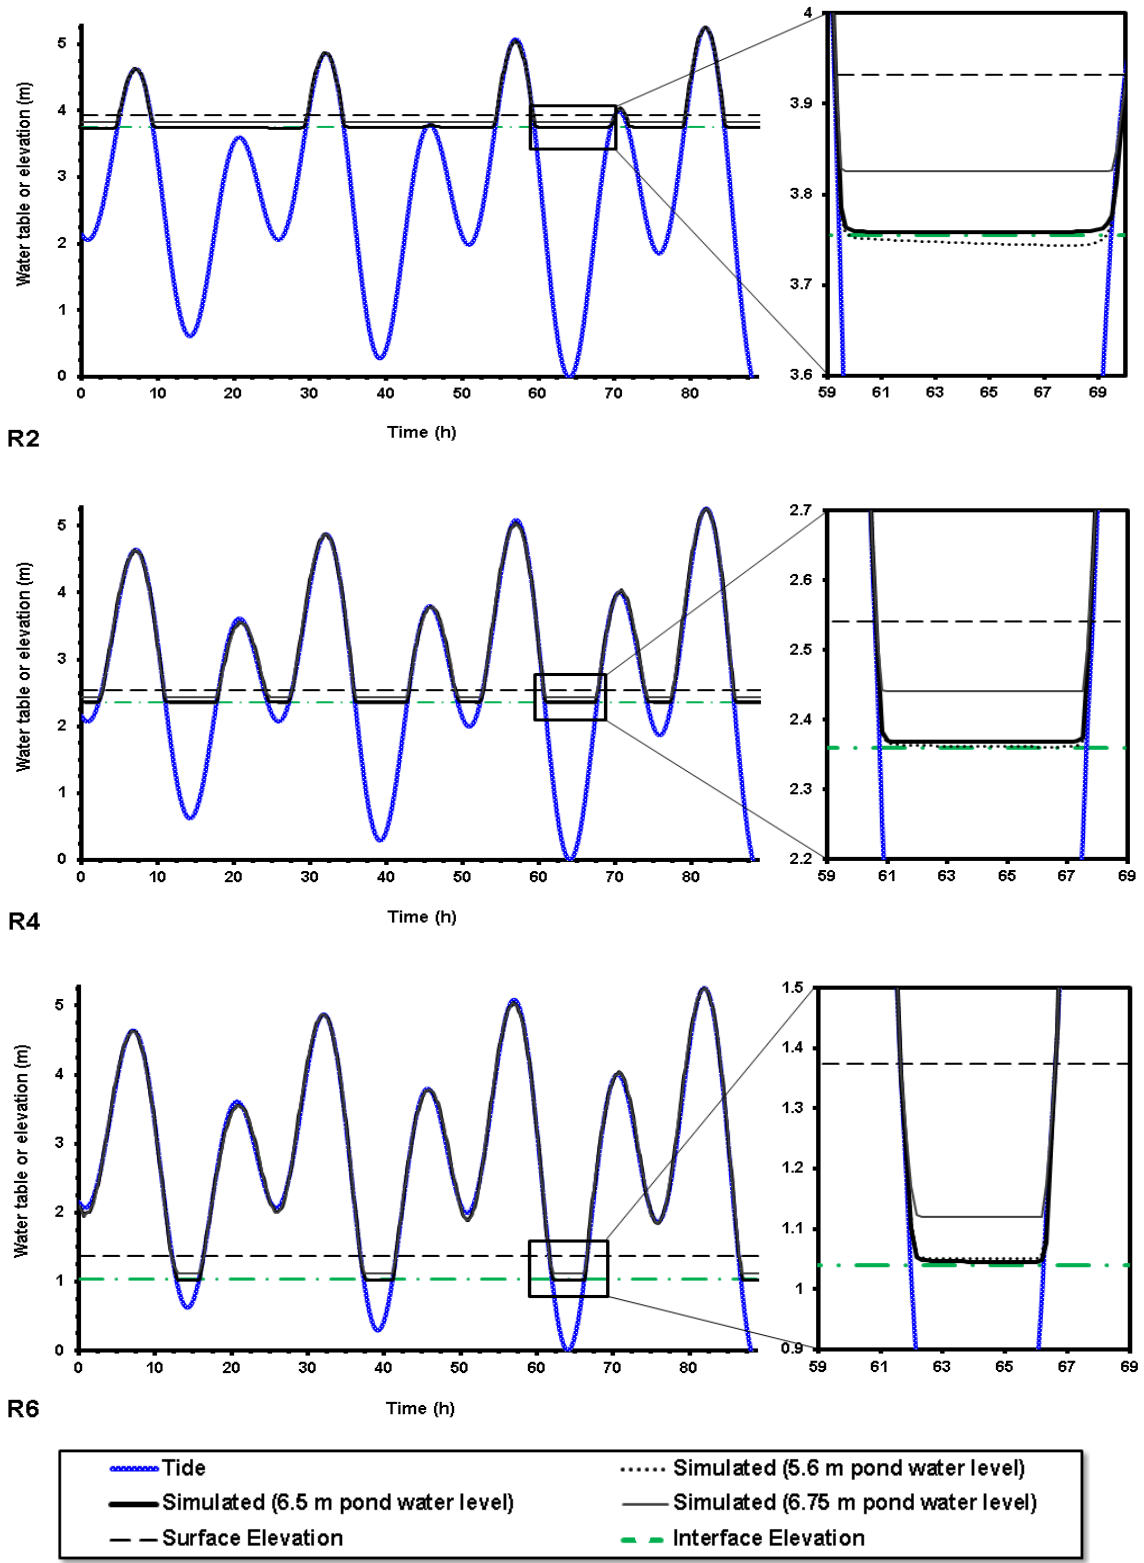 Water table or elevation (m)
5
4
3
2
1
0
0 10 20 30 40 50 60 70 80
Time (h)
R2
4
3.9
3.8
3.7
3.6
59 61 63 65 67 69
Water table or elevation (m)
5
4
3
2
1
0
0 10 20 30 40 50 60 70 80
Time (h)
R4
2.7
2.6
2.5
2.4
2.3
2.2
59 61 63 65 67 69
Water table or elevation (m)
5
4
3
2
1
0
0 10 20 30 40 50 60 70 80
Time (h)
R6
1.5
1.4
1.3
1.2
1.1
1
0.9
59 61 63 65 67 69
Tide
Simulated (5.6 m pond water level)
Simulated (6.5 m pond water level)
Simulated (6.75 m pond water level)
Surface Elevation
Interface Elevation